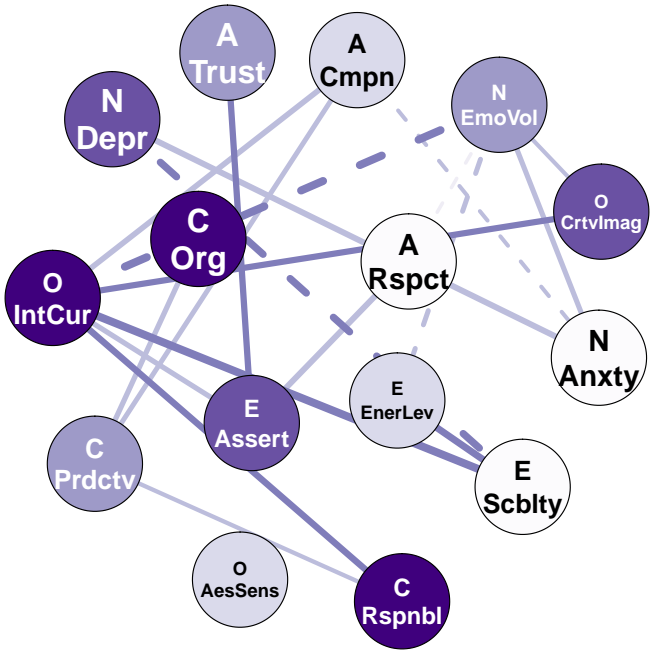 A
Trust
A
Cmpn
N
Depr
N
EmoVol
O
CrtvImag
C
Org
A
Rspct
O
IntCur
N
Anxty
E
EnerLev
E
Assert
C
Prdctv
E
Scblty
O
AesSens
C
Rspnbl